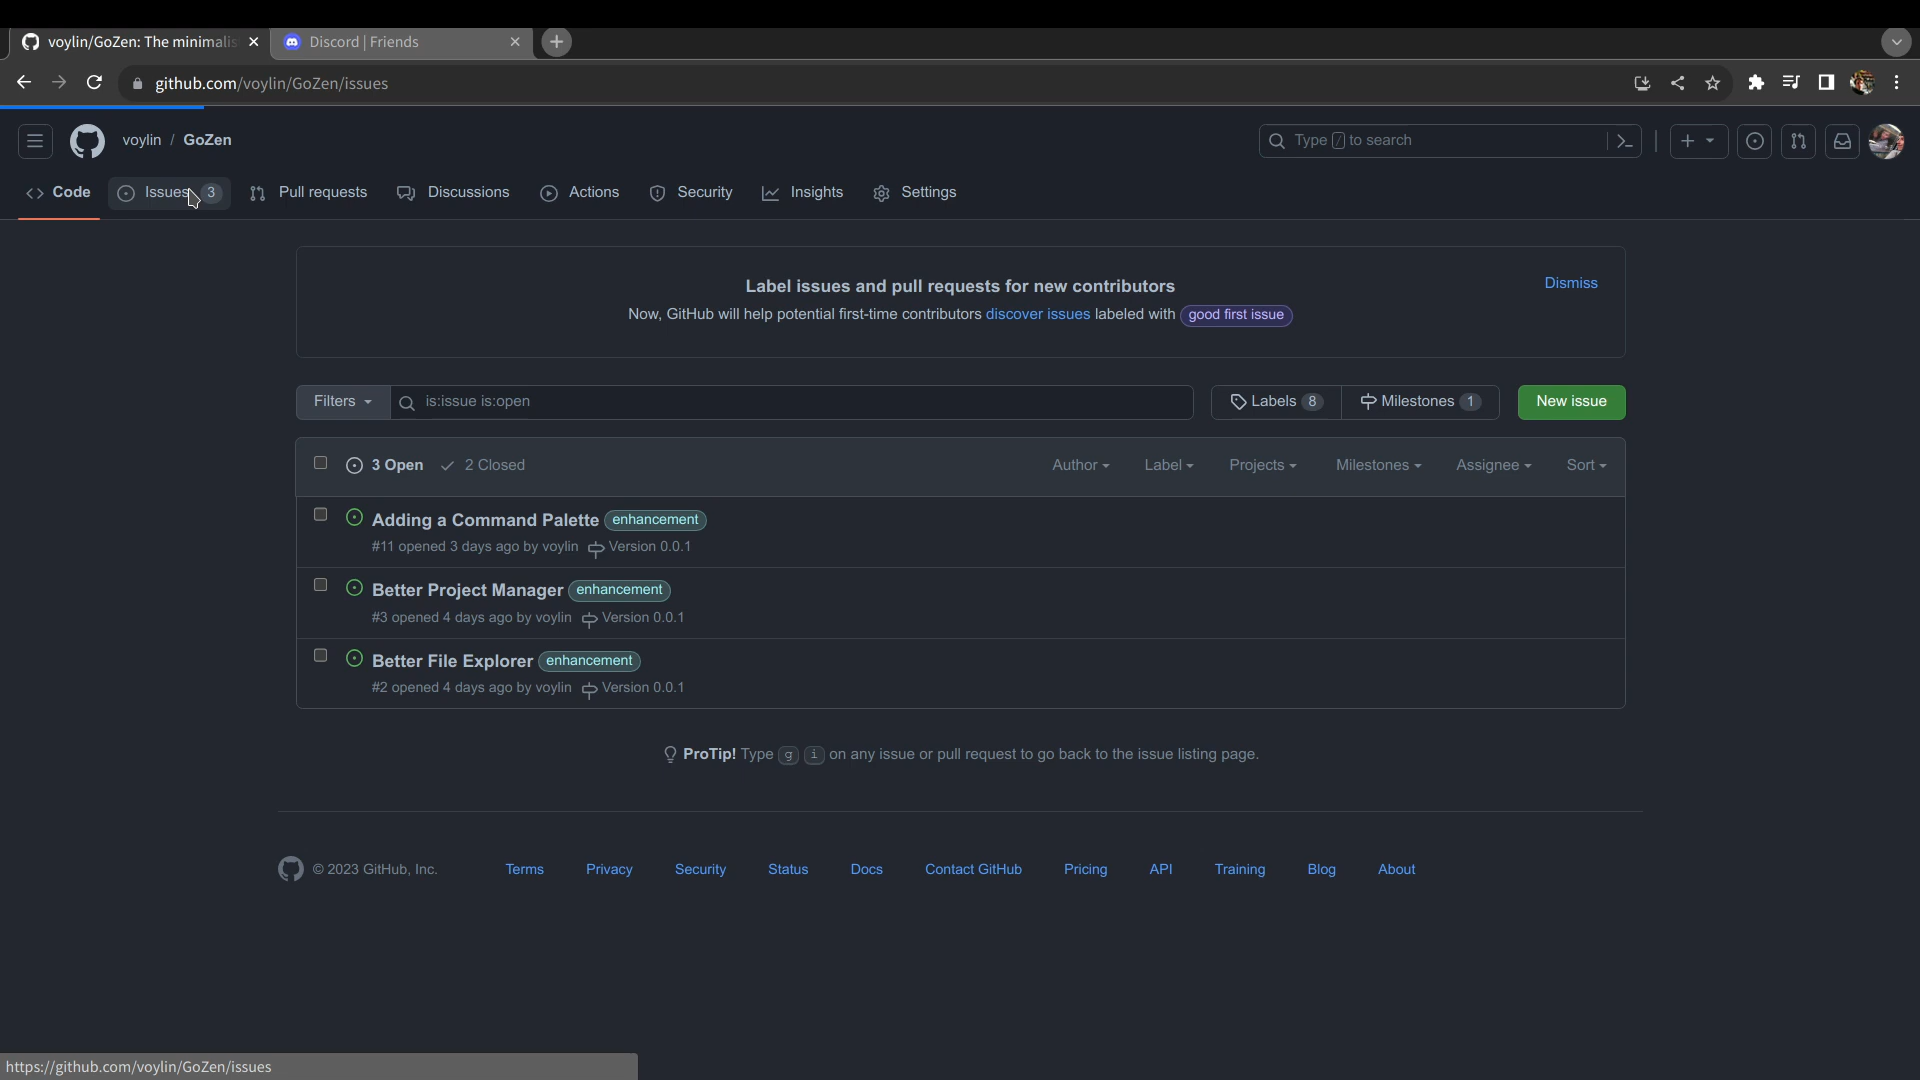 voylin/GoZen: The minimalis
Discord | Friends
github.com/voylin/GoZen/issues
voylin / GoZen
Type / to search
Code
Issues 3
Pull requests
Discussions
Actions
Security
Insights
Settings
Label issues and pull requests for new contributors
Dismiss
Now, GitHub will help potential first-time contributors discover issues labeled with good first issue
Filters
is:issue is:open
Labels 8
Milestones 1
New issue
3 Open
2 Closed
Author
Label
Projects
Milestones
Assignee
Sort
Adding a Command Palette enhancement
#11 opened 3 days ago by voylin Version 0.0.1
Better Project Manager enhancement
#3 opened 4 days ago by voylin Version 0.0.1
Better File Explorer enhancement
#2 opened 4 days ago by voylin Version 0.0.1
ProTip! Type g i on any issue or pull request to go back to the issue listing page.
© 2023 GitHub, Inc.
Terms
Privacy
Security
Status
Docs
Contact GitHub
Pricing
API
Training
Blog
About
https://github.com/voylin/GoZen/issues